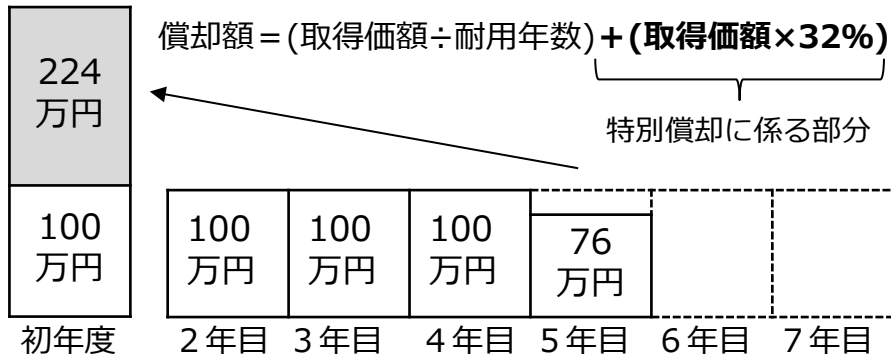 償却額＝(取得価額÷耐用年数)＋(取得価額×32%)
特別償却に係る部分
224
万円
100
万円
100
万円
100
万円
100
万円
76
万円
初年度
２年目
３年目
４年目
５年目
６年目
７年目